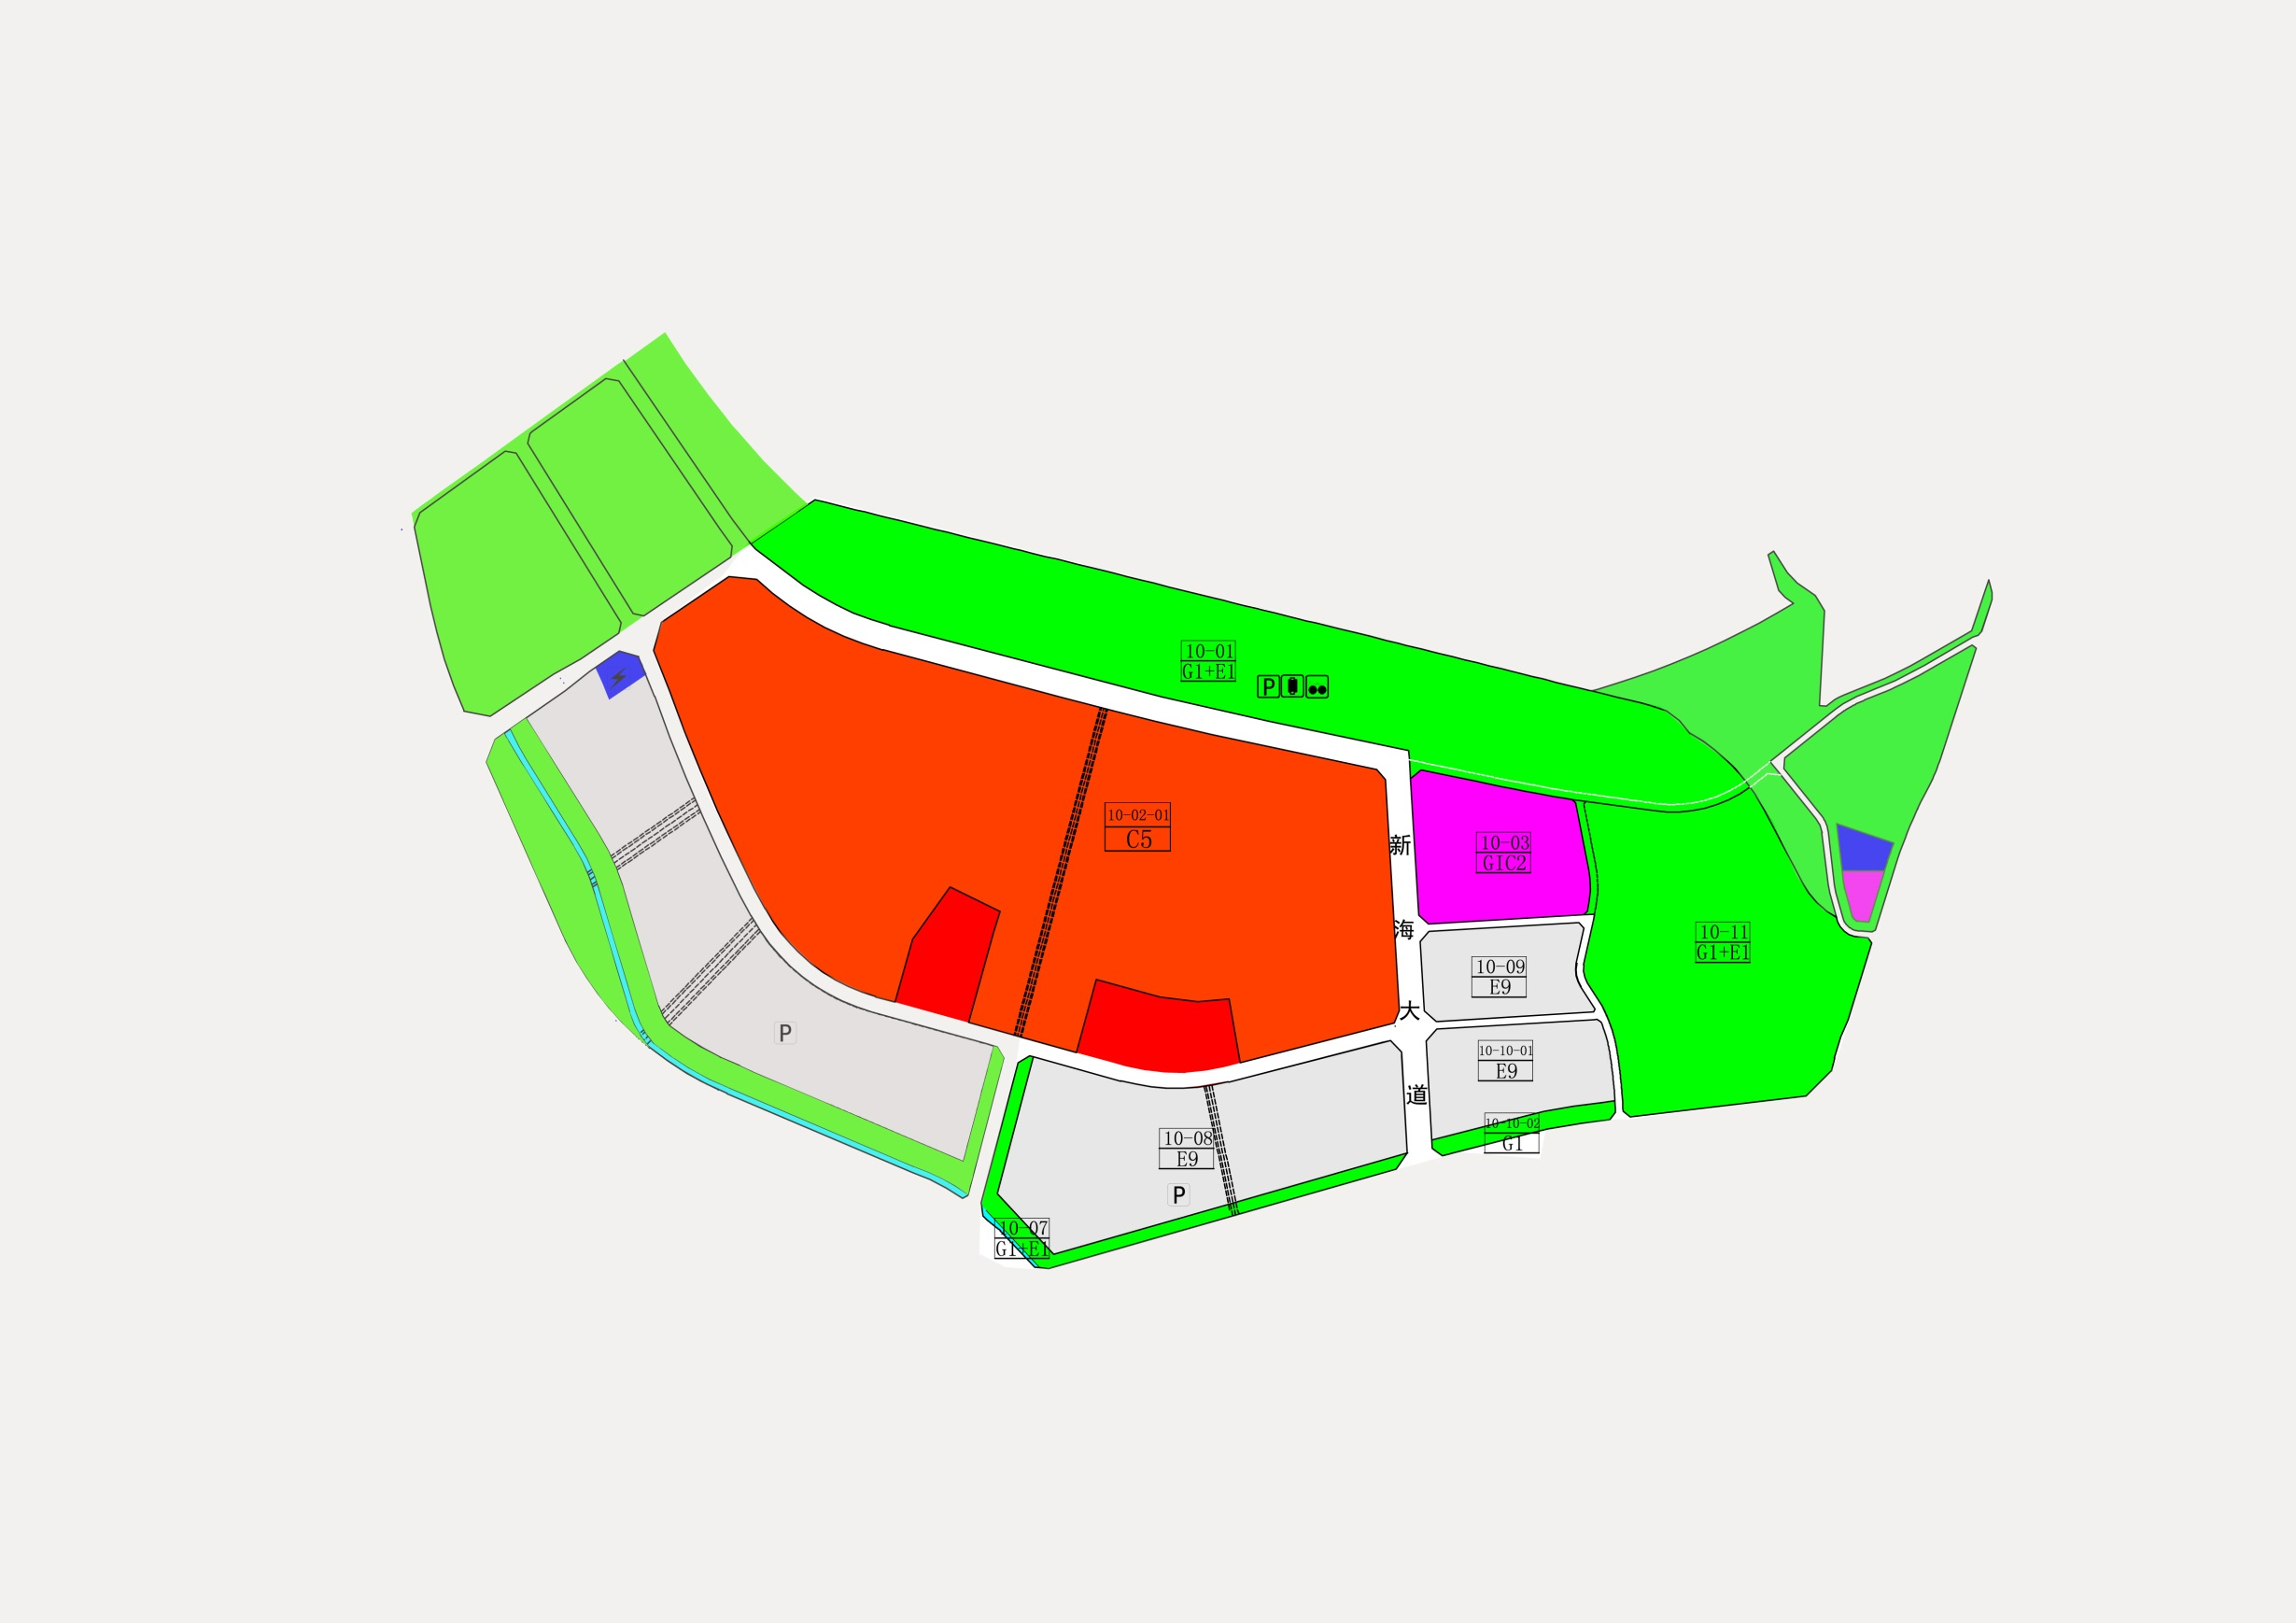 10-01
G1+E1
P
10-02-01
C5
新
海
大
道
10-03
GIC2
10-09
E9
10-11
G1+E1
10-10-01
E9
10-10-02
G1
P
10-08
E9
P
10-07
G1+E1